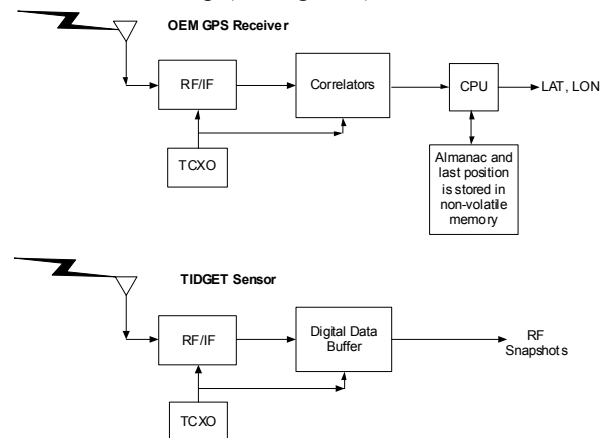 OEM GPS Receiver
RF/IF
Correlators
CPU
LAT, LON
TCXO
Almanac and
last position
is stored in
non-volatile
memory
TIDGET Sensor
RF/IF
Digital Data
Buffer
RF
Snapshots
TCXO